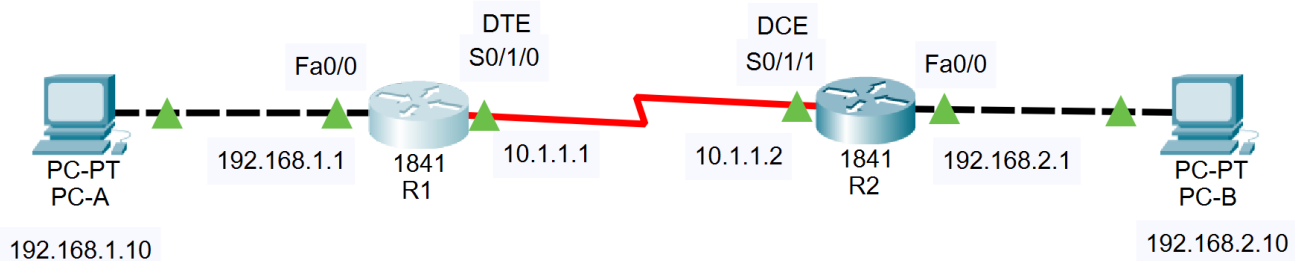 DTE
S0/1/0
DCE
S0/1/1
Fa0/0
Fa0/0
192.168.1.1
10.1.1.1
10.1.1.2
192.168.2.1
PC-PT
PC-A
1841
R1
1841
R2
PC-PT
PC-B
192.168.1.10
192.168.2.10